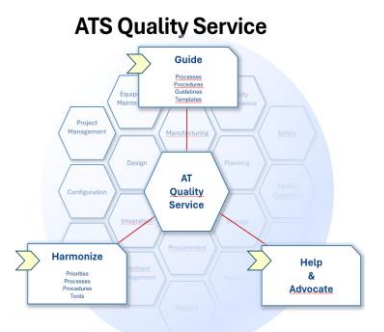 ATS Quality Service
Guide
Processes
Procedures
Guidelines
Templates
Project
Management
Manufacturing
Safety
Design
Planning
Configuration
AT
Quality
Service
Integration
Procurement
Harmonize
Priorities
Processes
Procedures
Tools
Help
&
Advocate